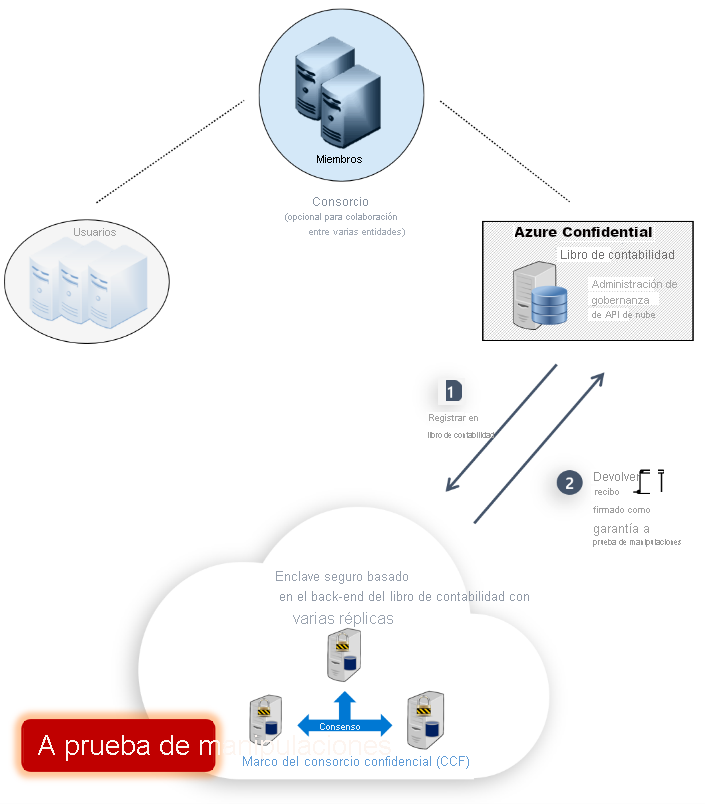 Miembros
Consorcio
(opcional para colaboración
entre varias entidades)
Usuarios
Azure Confidential
Libro de contabilidad
Administración de
gobernanza
de API de nube
1
Registrar en
libro de contabilidad
2
Devolver
recibo
firmado como
garantía a
prueba de manipulaciones
Enclave seguro basado
en el back-end del libro de contabilidad con
varias réplicas
Consenso
A prueba de manipulaciones
Marco del consorcio confidencial (CCF)